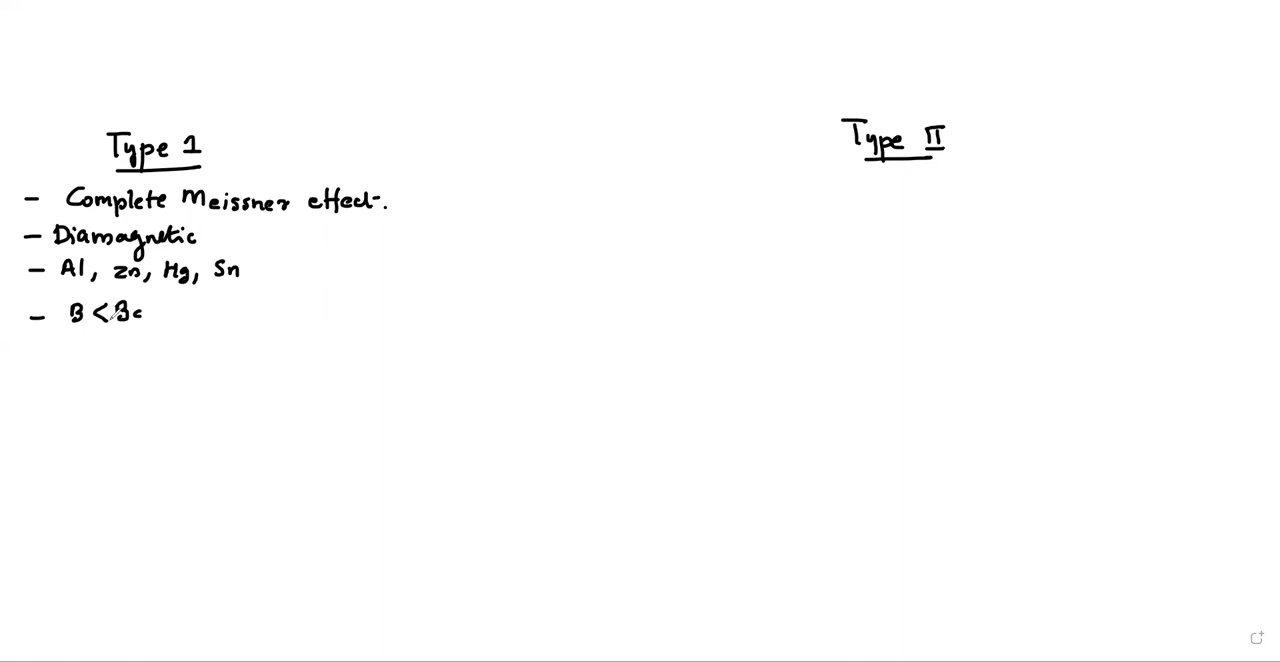 Type 1
- Complete Meissner effect.
- Diamagnetic
- Al, Zn, Hg, Sn
- B < Bc
Type II